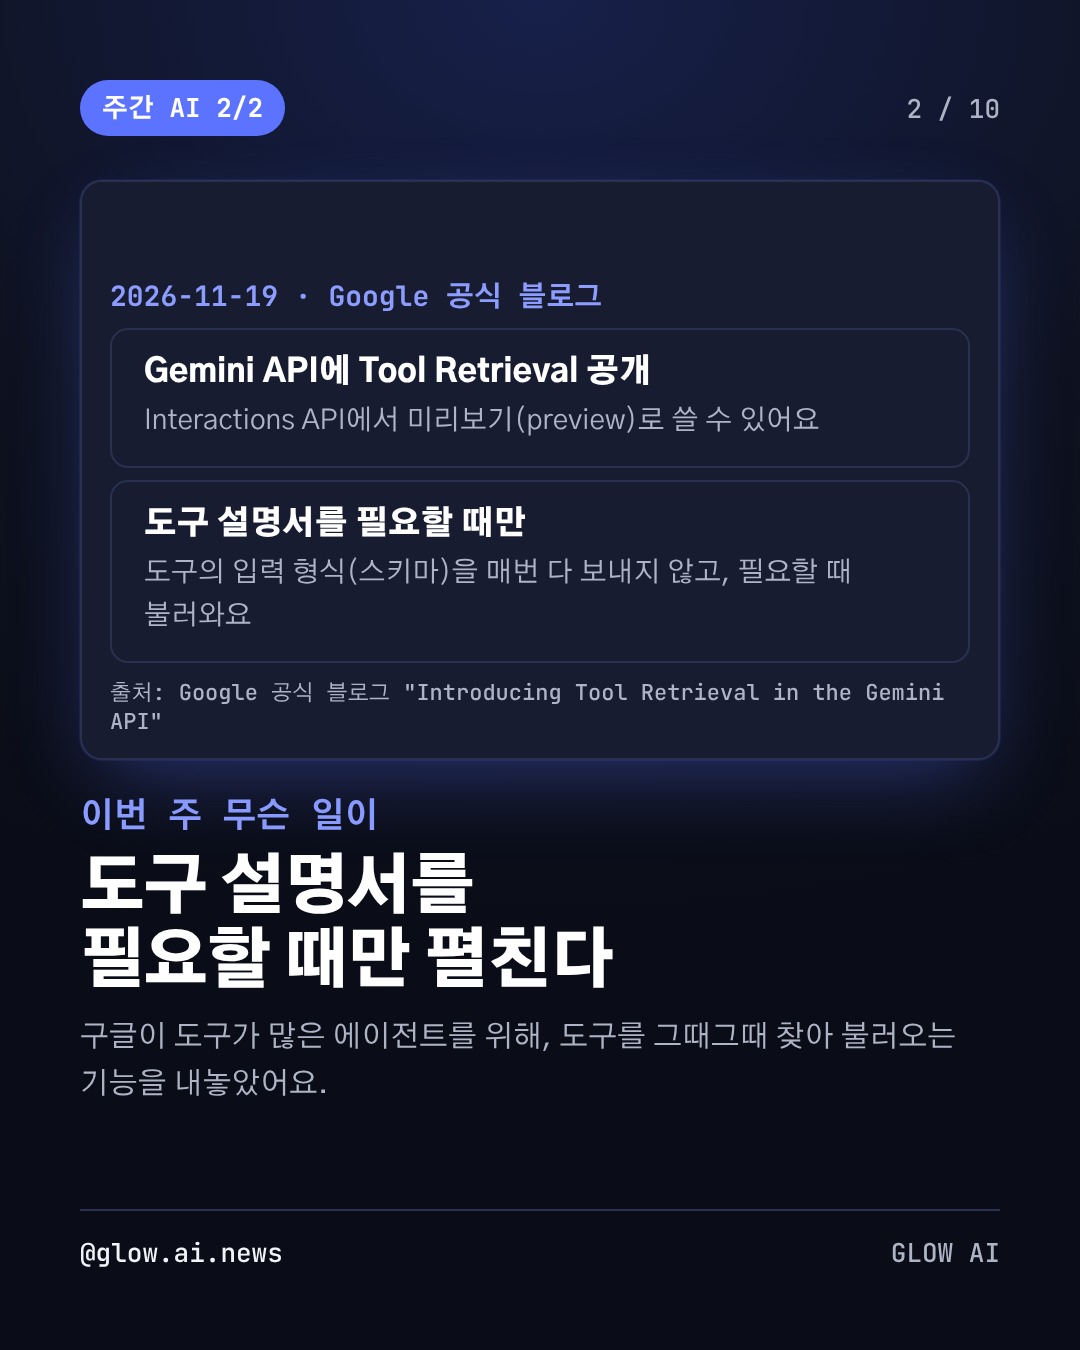 주간 AI 2/2
2 / 10
2026-11-19 · Google 공식 블로그
Gemini API에 Tool Retrieval 공개
Interactions API에서 미리보기(preview)로 쓸 수 있어요
도구 설명서를 필요할 때만
도구의 입력 형식(스키마)을 매번 다 보내지 않고, 필요할 때
불러와요
출처: Google 공식 블로그 "Introducing Tool Retrieval in the Gemini
API"
이번 주 무슨 일이
도구 설명서를
필요할 때만 펼친다
구글이 도구가 많은 에이전트를 위해, 도구를 그때그때 찾아 불러오는
기능을 내놓았어요.
@glow.ai.news
GLOW AI